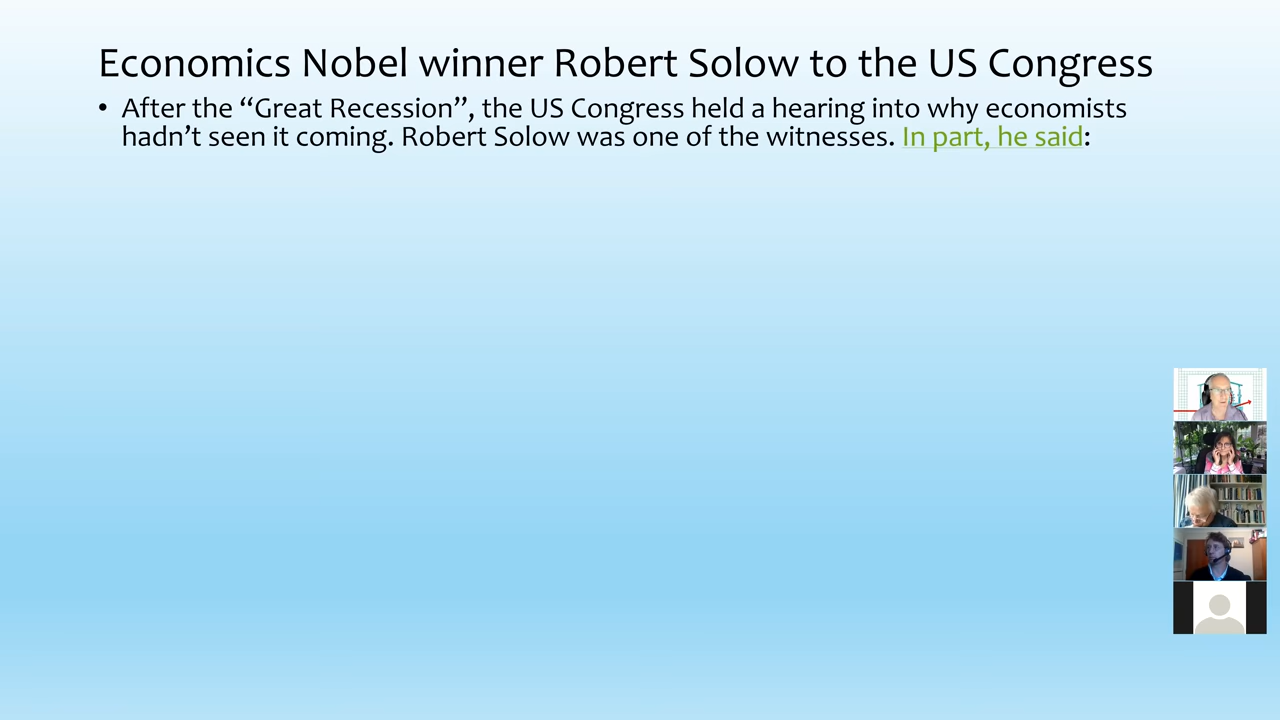 Economics Nobel winner Robert Solow to the US Congress
• After the “Great Recession”, the US Congress held a hearing into why economists
hadn’t seen it coming. Robert Solow was one of the witnesses. In part, he said: